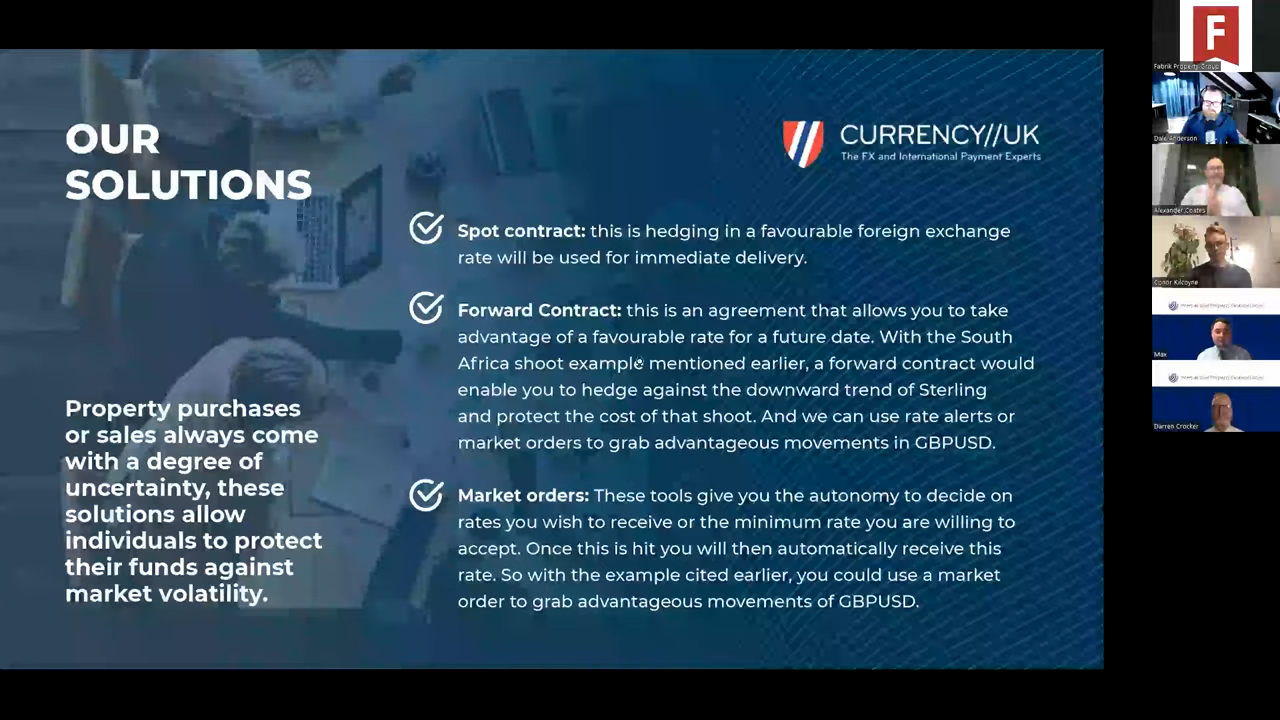 OUR
SOLUTIONS
Property purchases
or sales always come
with a degree of
uncertainty, these
solutions allow
individuals to protect
their funds against
market volatility.
CURRENCY//UK
The FX and International Payment Experts
Spot contract: this is hedging in a favourable foreign exchange
rate will be used for immediate delivery.
Forward Contract: this is an agreement that allows you to take
advantage of a favourable rate for a future date. With the South
Africa shoot example mentioned earlier, a forward contract would
enable you to hedge against the downward trend of Sterling
and protect the cost of that shoot. And we can use rate alerts or
market orders to grab advantageous movements in GBPUSD.
Market orders: These tools give you the autonomy to decide on
rates you wish to receive or the minimum rate you are willing to
accept. Once this is hit you will then automatically receive this
rate. So with the example cited earlier, you could use a market
order to grab advantageous movements of GBPUSD.
F
Fabrik Property Group
Dale Anderson
Alexander Coates
Conor Kilcoyne
Max
Darren Crocker